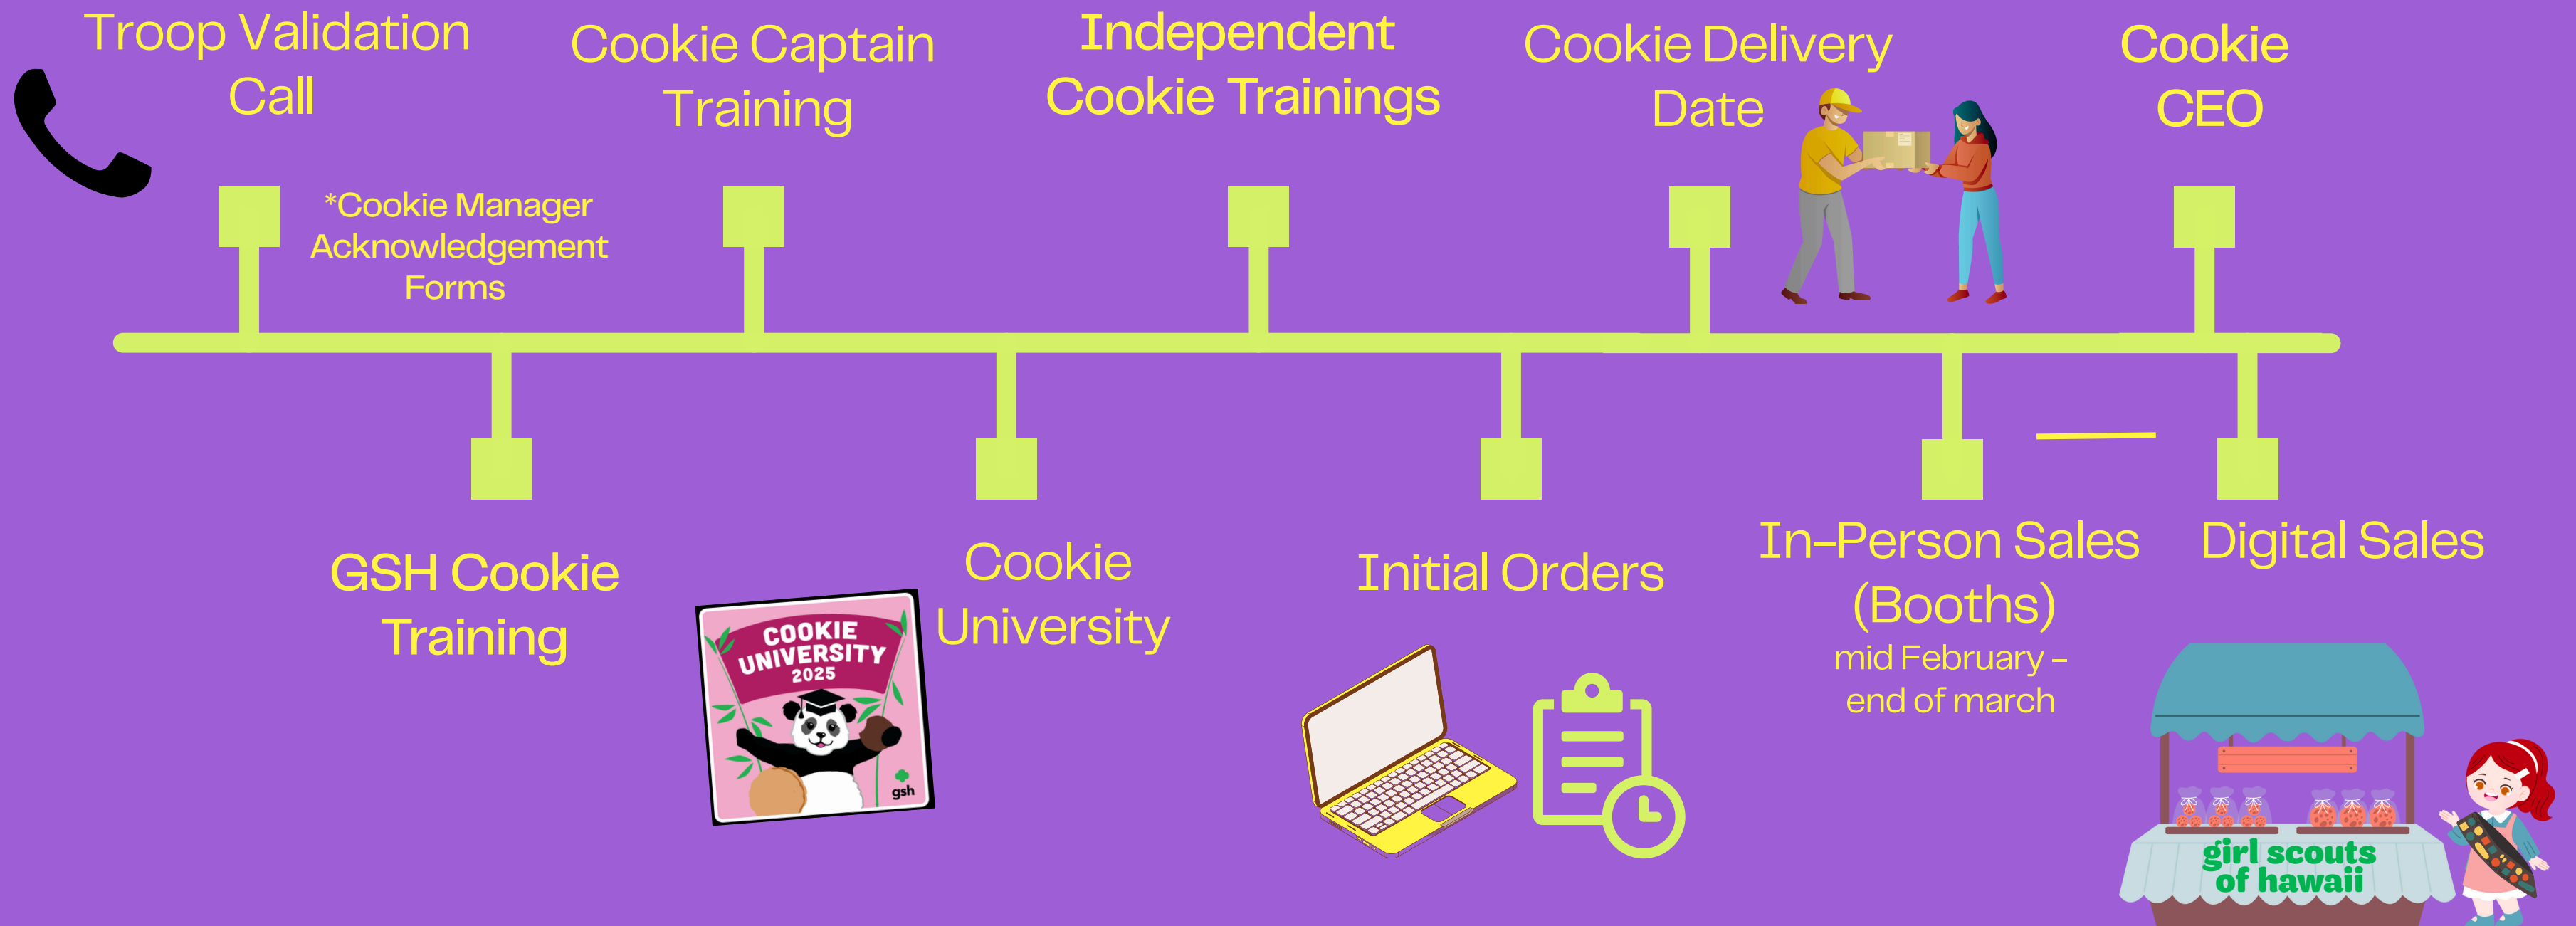 Troop Validation
Call
*Cookie Manager
Acknowledgement
Forms
GSH Cookie
Training
Cookie Captain
Training
COOKIE
UNIVERSITY
2025
gsh
Cookie
University
Independent
Cookie Trainings
Initial Orders
Cookie Delivery
Date
In-Person Sales
(Booths)
mid February -
end of march
Cookie
CEO
Digital Sales
girl scouts
of hawaii